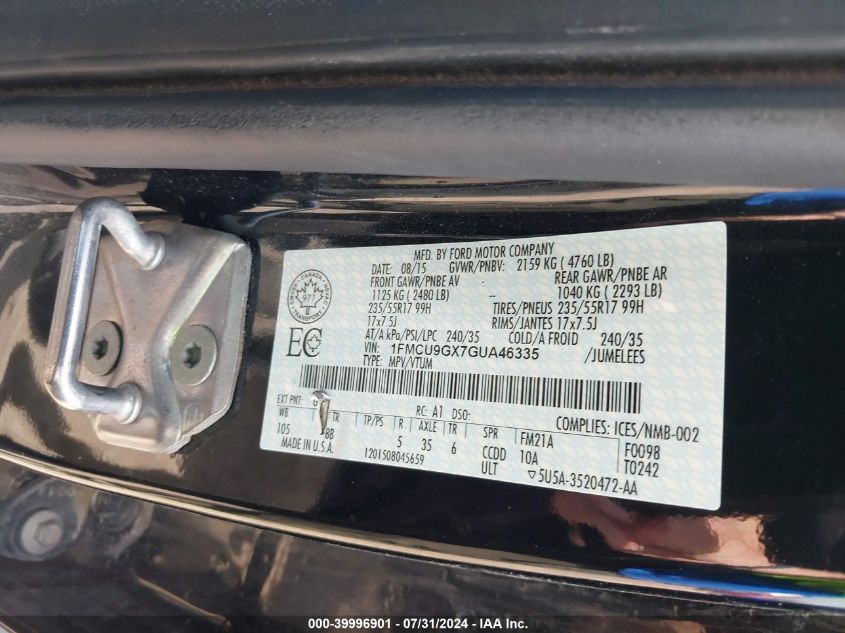 MFD. BY FORD MOTOR COMPANY
DATE: 08/15 GVWR/PNBV: 2159 KG ( 4760 LB)
FRONT GAWR/PNBE AV REAR GAWR/PNBE AR
1125 KG ( 2480 LB) -- 1040 KG ( 2293 LB)
235/55R17 99H TIRES/PNEUS 235/55R17 99H
17x7.5J RIMS/JANTES 17x7.5J
AT/A kPa/PSI/LPC 240/35 COLD/A FROID 240/35
VIN: 1FMCU9GX7GUA46335 /JUMELEES
TYPE: MPV/VTUM
CANADA
977
TRANSPORT
EC
EXT PNT: RC: A1 DSO: COMPLIES: ICES/NMB-002
WB TR TP/PS R AXLE TR SPR FM21A F0098
105 BB 5 35 6 CCDD 10A T0242
MADE IN U.S.A. 1201508045659 ULT ▽5U5A-3520472-AA
000-39996901 / 07/31/2024 - IAA Inc.